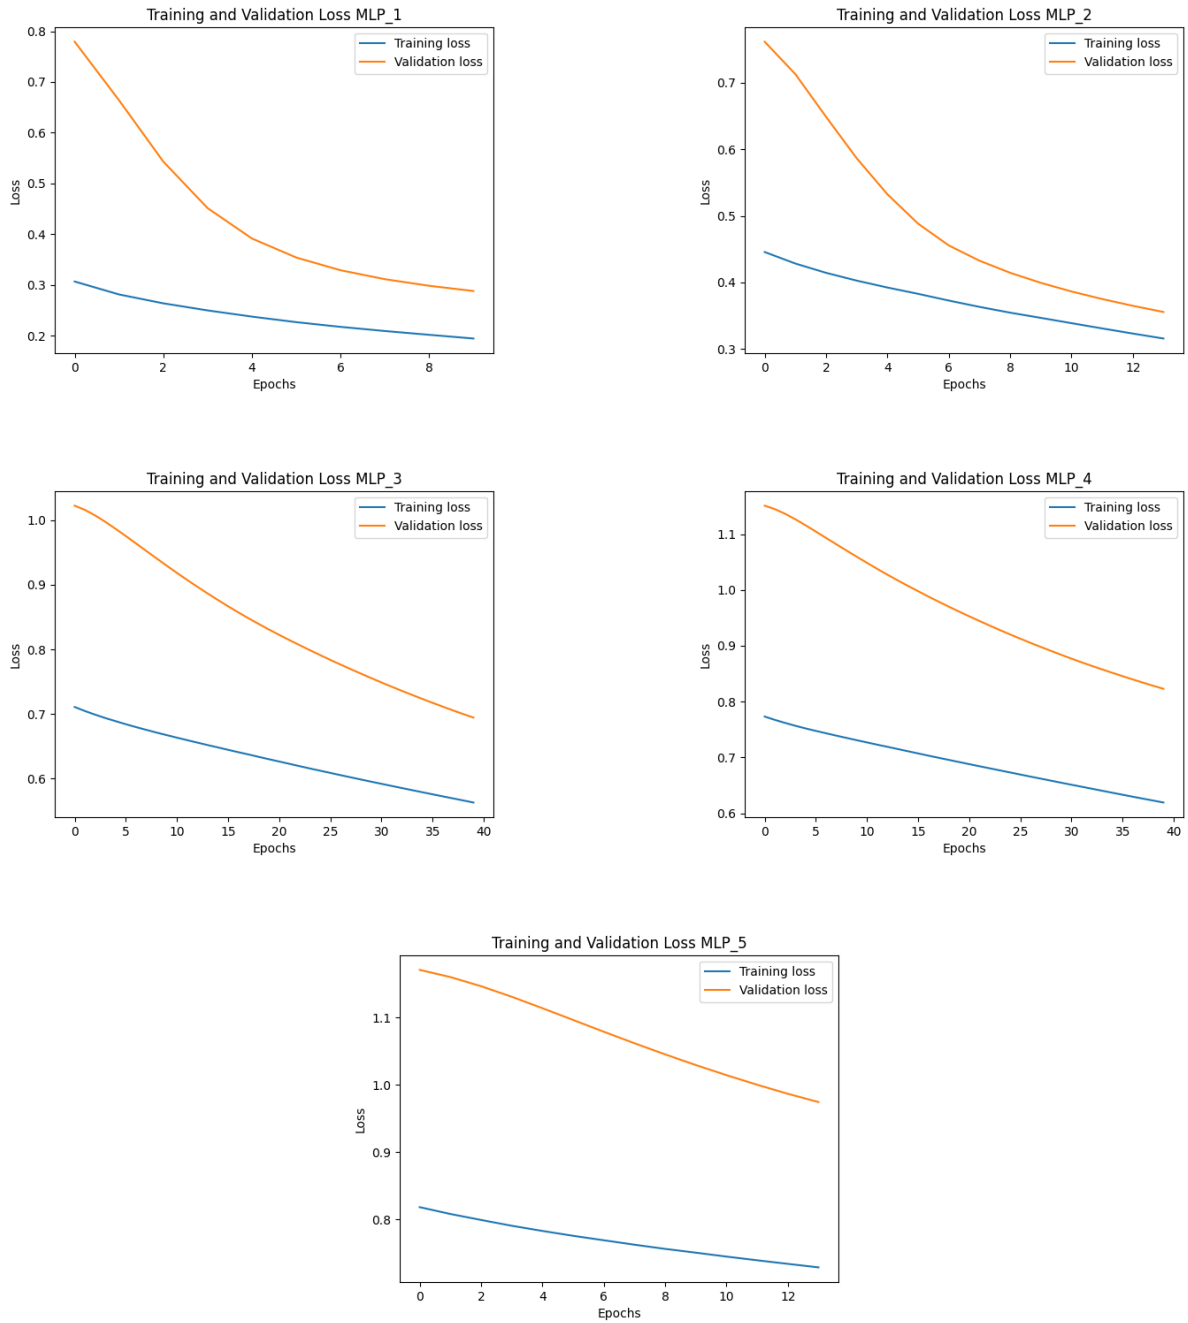 Training and Validation Loss MLP_1
Training loss
Validation loss
0.8
0.7
0.6
0.5
0.4
0.3
0.2
Loss
0 2 4 6 8
Epochs
Training and Validation Loss MLP_2
Training loss
Validation loss
0.7
0.6
0.5
0.4
0.3
Loss
0 2 4 6 8 10 12
Epochs
Training and Validation Loss MLP_3
Training loss
Validation loss
1.0
0.9
0.8
0.7
0.6
Loss
0 5 10 15 20 25 30 35 40
Epochs
Training and Validation Loss MLP_4
Training loss
Validation loss
1.1
1.0
0.9
0.8
0.7
0.6
Loss
0 5 10 15 20 25 30 35 40
Epochs
Training and Validation Loss MLP_5
Training loss
Validation loss
1.1
1.0
0.9
0.8
Loss
0 2 4 6 8 10 12
Epochs